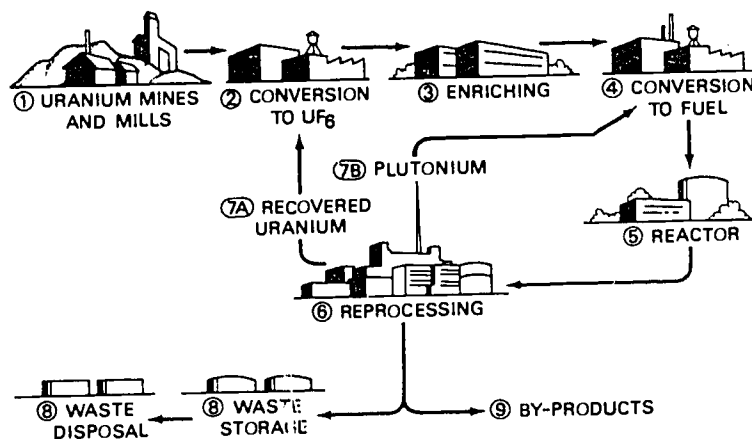 ① URANIUM MINES
AND MILLS
② CONVERSION
TO UF₆
③ ENRICHING
④ CONVERSION
TO FUEL
⑦B PLUTONIUM
⑦A RECOVERED
URANIUM
⑤ REACTOR
⑥ REPROCESSING
⑧ WASTE
DISPOSAL
⑧ WASTE
STORAGE
⑨ BY-PRODUCTS